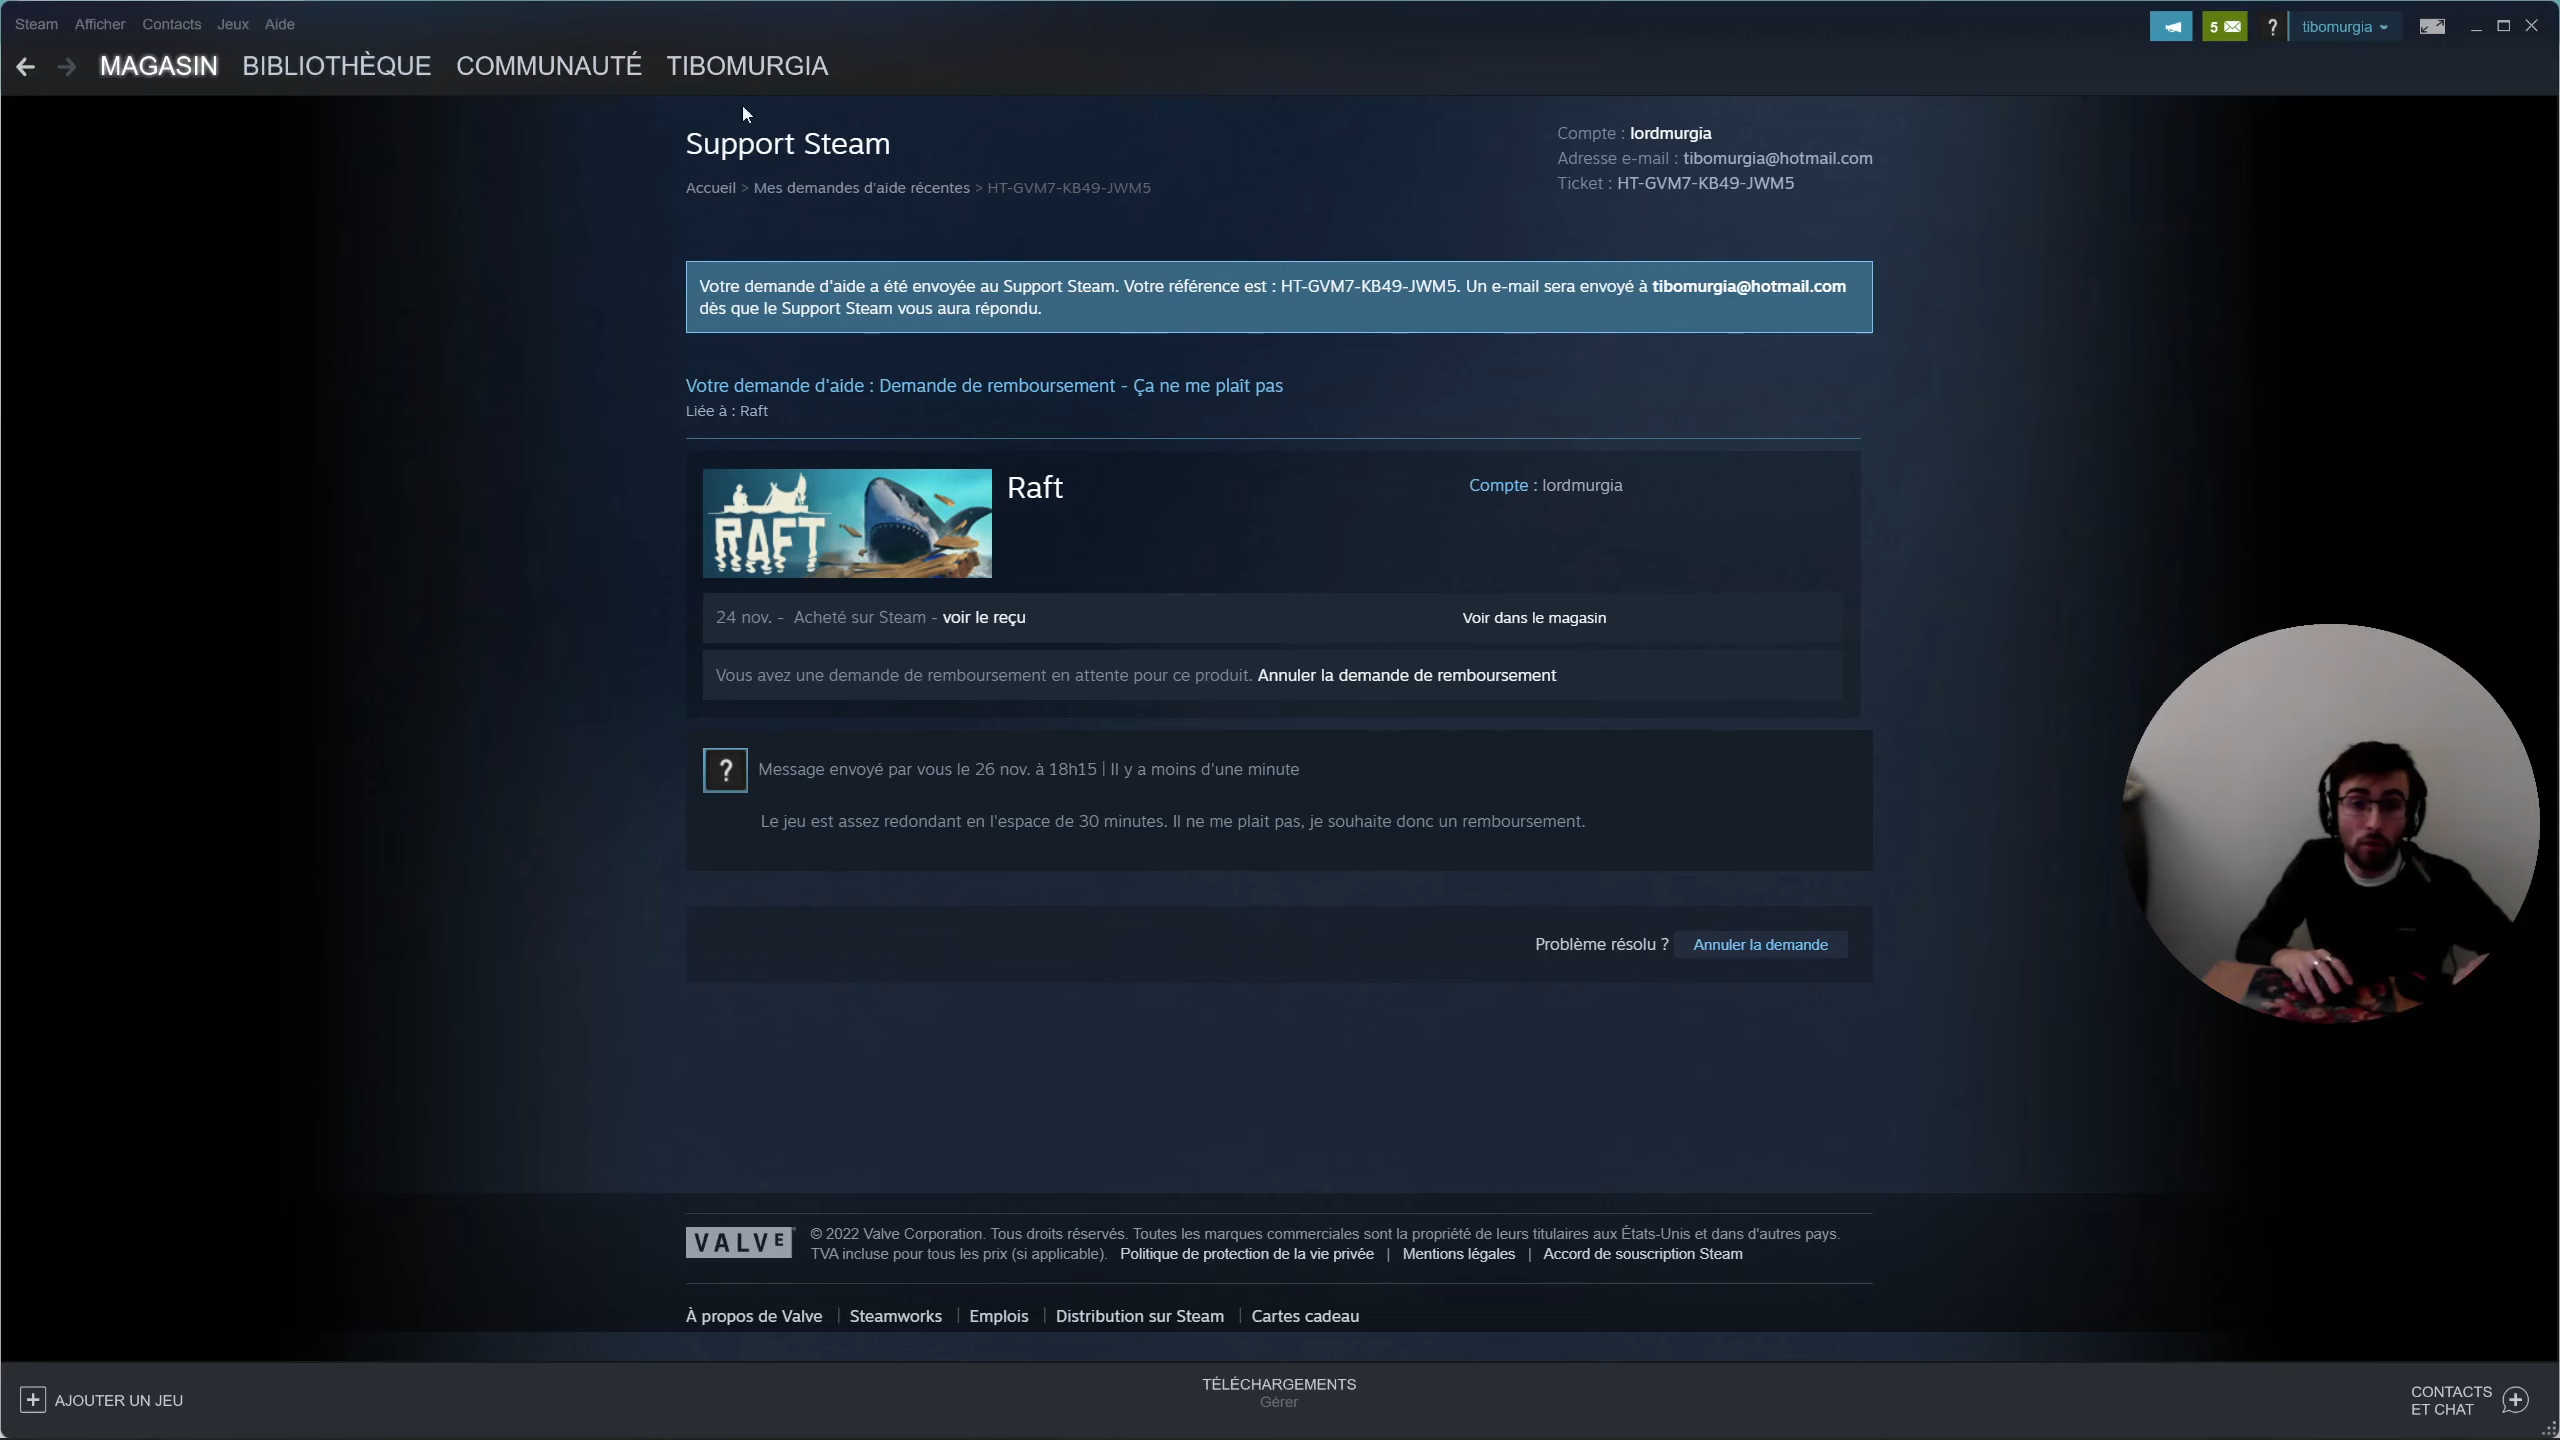 Steam Afficher Contacts Jeux Aide
5
?
tibomurgia
MAGASIN BIBLIOTHÈQUE COMMUNAUTÉ TIBOMURGIA
Support Steam
Accueil > Mes demandes d'aide récentes > HT-GVM7-KB49-JWM5
Compte : lordmurgia
Adresse e-mail : tibomurgia@hotmail.com
Ticket : HT-GVM7-KB49-JWM5
Votre demande d'aide a été envoyée au Support Steam. Votre référence est : HT-GVM7-KB49-JWM5. Un e-mail sera envoyé à tibomurgia@hotmail.com
dès que le Support Steam vous aura répondu.
Votre demande d'aide : Demande de remboursement - Ça ne me plaît pas
Liée à : Raft
RAFT
Raft
Compte : lordmurgia
24 nov. - Acheté sur Steam - voir le reçu
Voir dans le magasin
Vous avez une demande de remboursement en attente pour ce produit. Annuler la demande de remboursement
?
Message envoyé par vous le 26 nov. à 18h15 | Il y a moins d'une minute
Le jeu est assez redondant en l'espace de 30 minutes. Il ne me plait pas, je souhaite donc un remboursement.
Problème résolu ? Annuler la demande
VALVE
© 2022 Valve Corporation. Tous droits réservés. Toutes les marques commerciales sont la propriété de leurs titulaires aux États-Unis et dans d'autres pays.
TVA incluse pour tous les prix (si applicable). Politique de protection de la vie privée | Mentions légales | Accord de souscription Steam
À propos de Valve | Steamworks | Emplois | Distribution sur Steam | Cartes cadeau
+ AJOUTER UN JEU
TÉLÉCHARGEMENTS
Gérer
CONTACTS
ET CHAT